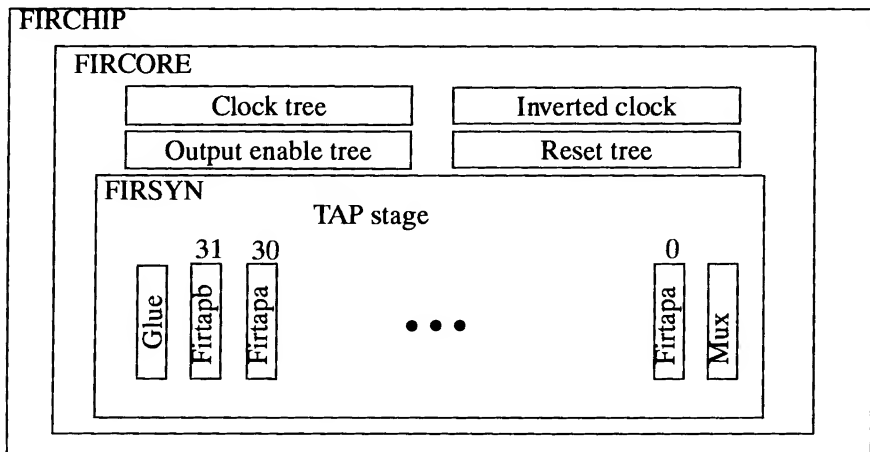 FIRCHIP
FIRCORE
Clock tree
Inverted clock
Output enable tree
Reset tree
FIRSYN
TAP stage
31
30
0
Glue
Firtapb
Firtapa
Firtapa
Mux